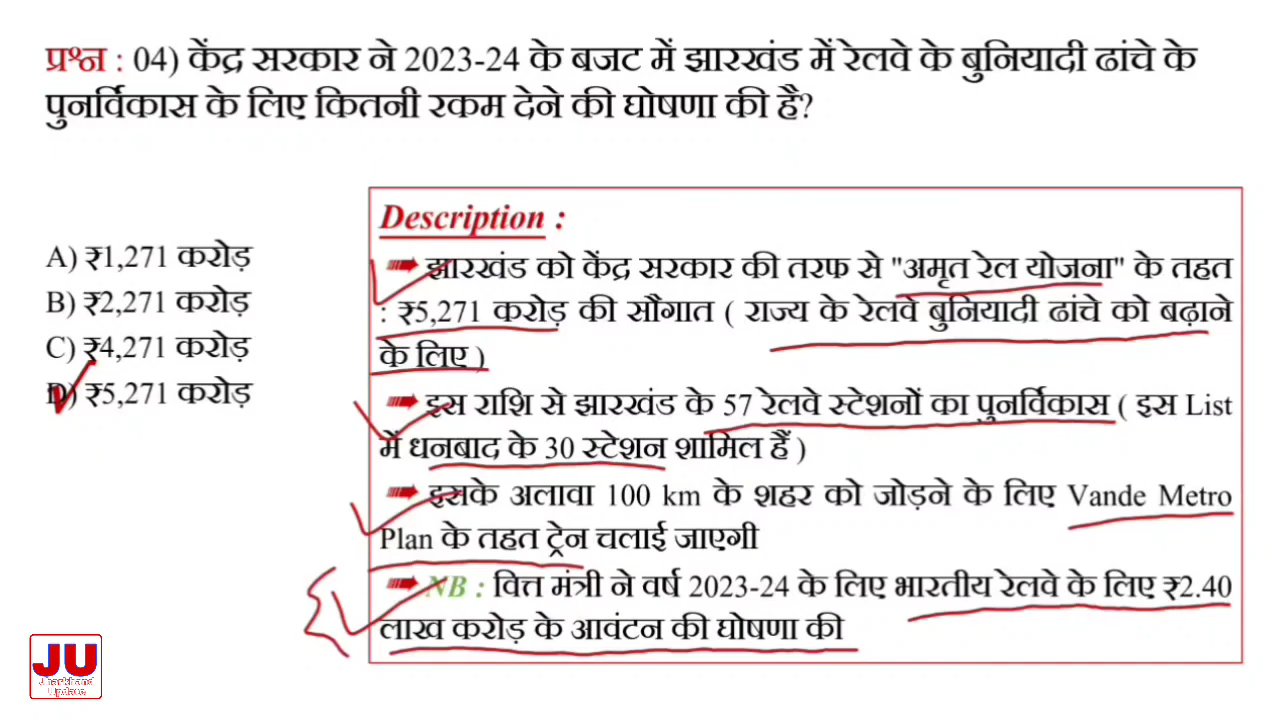 प्रश्न : 04) केंद्र सरकार ने 2023-24 के बजट में झारखंड में रेलवे के बुनियादी ढांचे के
पुनर्विकास के लिए कितनी रकम देने की घोषणा की है?
A) ₹1,271 करोड़
B) ₹2,271 करोड़
C) ₹4,271 करोड़
D) ₹5,271 करोड़
Description :
झारखंड को केंद्र सरकार की तरफ से "अमृत रेल योजना" के तहत
: ₹5,271 करोड़ की सौगात ( राज्य के रेलवे बुनियादी ढांचे को बढ़ाने
के लिए )
इस राशि से झारखंड के 57 रेलवे स्टेशनों का पुनर्विकास ( इस List
में धनबाद के 30 स्टेशन शामिल हैं )
इसके अलावा 100 km के शहर को जोड़ने के लिए Vande Metro
Plan के तहत ट्रेन चलाई जाएगी
NB : वित्त मंत्री ने वर्ष 2023-24 के लिए भारतीय रेलवे के लिए ₹2.40
लाख करोड़ के आवंटन की घोषणा की
JU
Jharkhand
Update